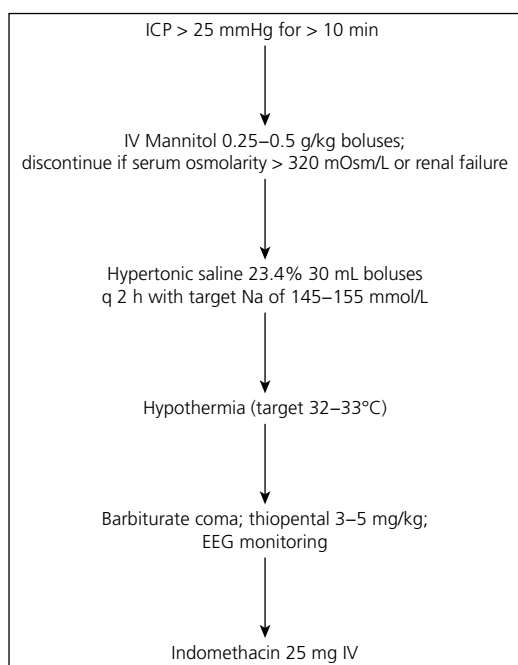 ICP > 25 mmHg for > 10 min
IV Mannitol 0.25–0.5 g/kg boluses;
discontinue if serum osmolarity > 320 mOsm/L or renal failure
Hypertonic saline 23.4% 30 mL boluses
q 2 h with target Na of 145–155 mmol/L
Hypothermia (target 32–33°C)
Barbiturate coma; thiopental 3–5 mg/kg;
EEG monitoring
Indomethacin 25 mg IV